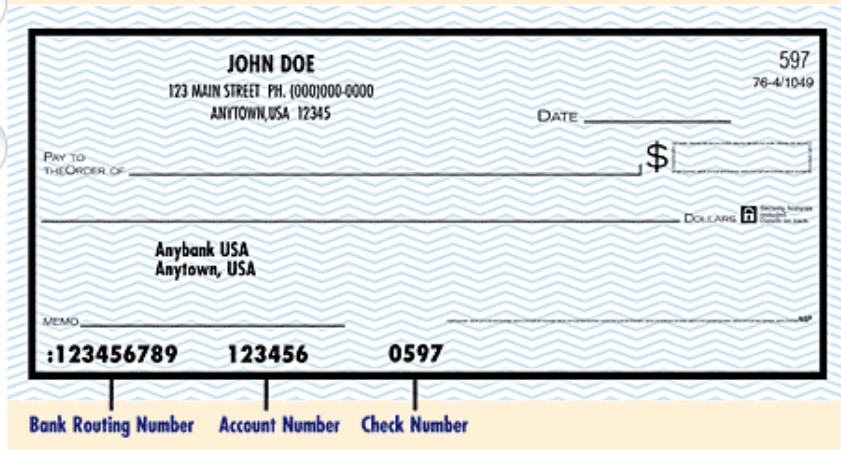 JOHN DOE
597
123 MAIN STREET PH. (000)000-0000
76-4/1049
ANYTOWN,USA 12345
DATE
PAY TO
THEORDER OF
$
DOLLARS
Anybank USA
Anytown, USA
MEMO
MP
:123456789 123456 0597
Bank Routing Number Account Number Check Number